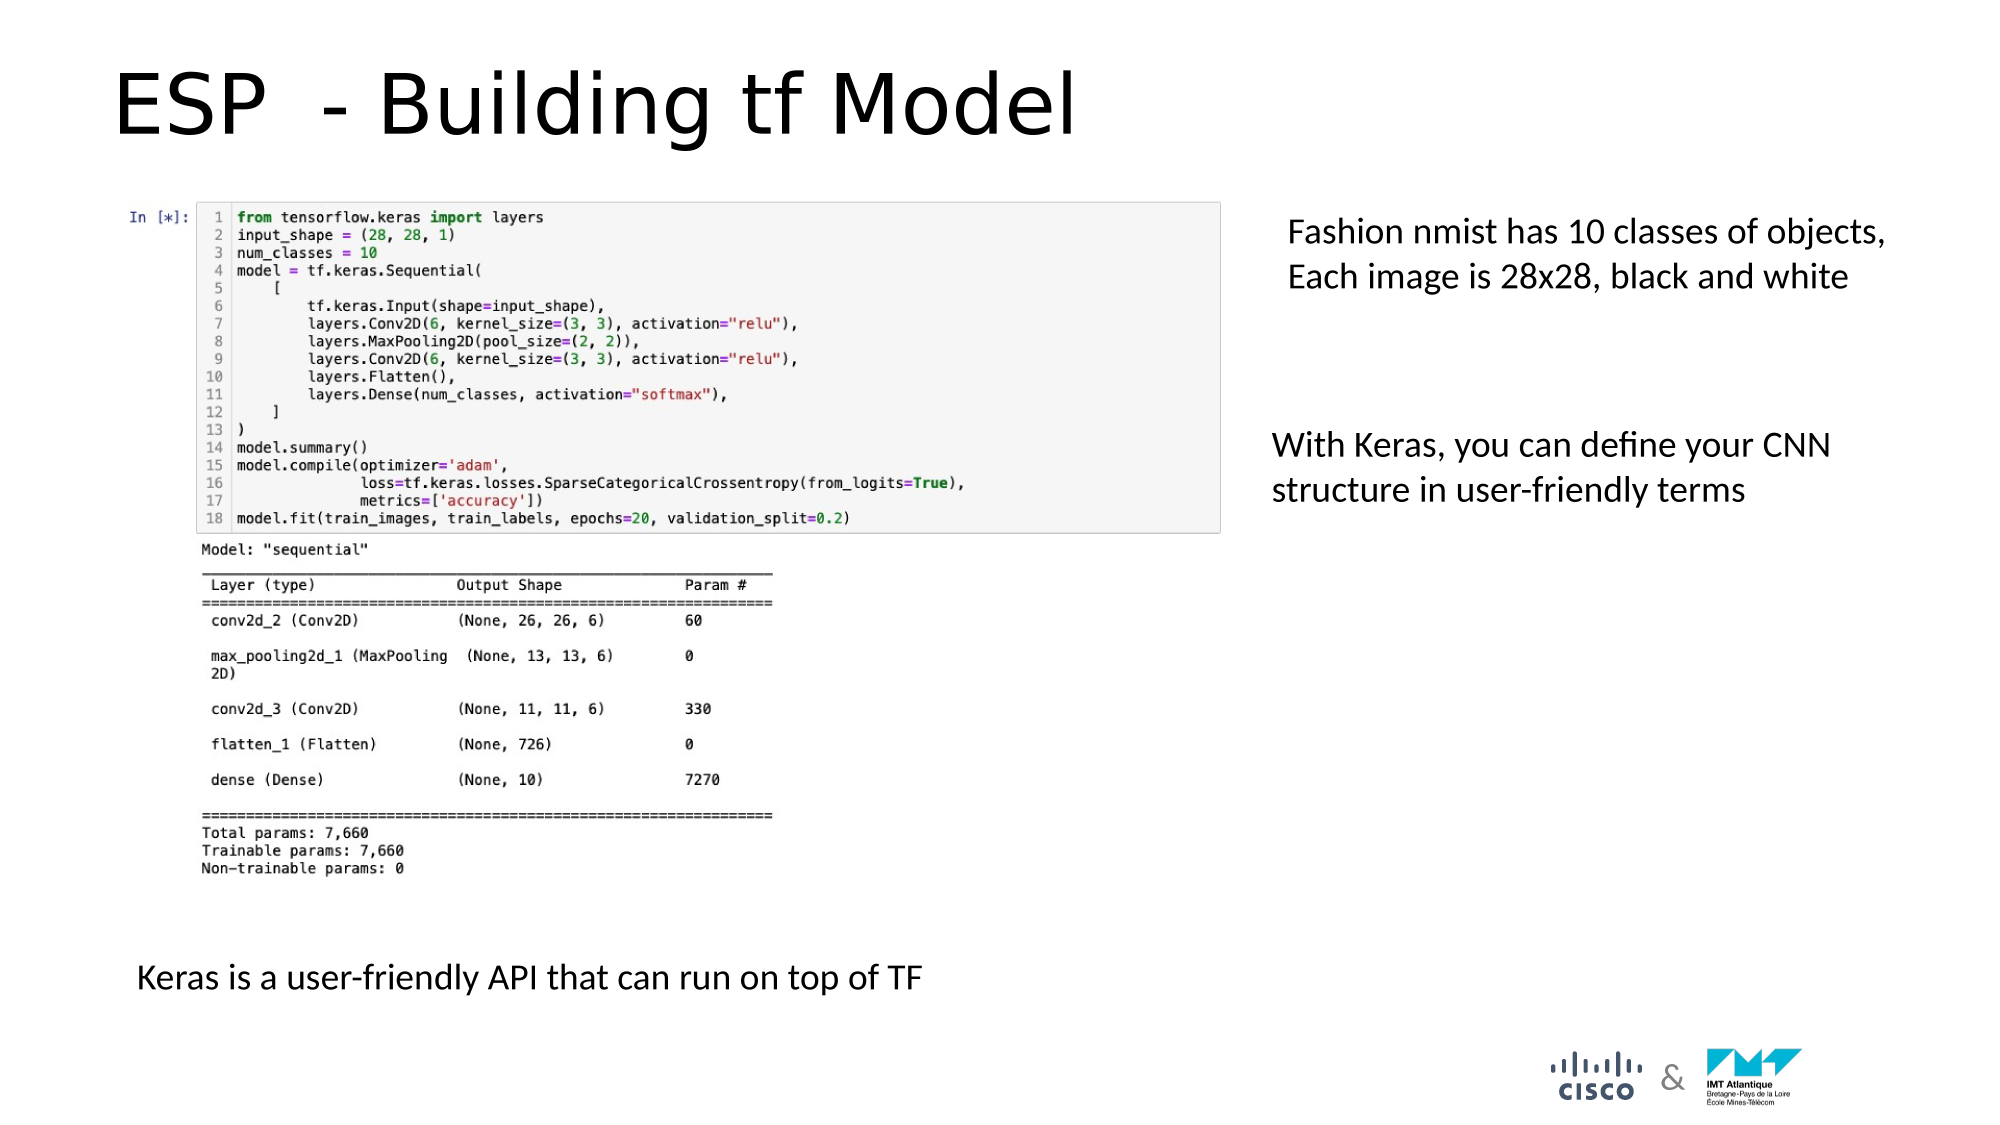 ESP  - Building tf Model
In [*]:
1 from tensorflow.keras import layers
2 input_shape = (28, 28, 1)
3 num_classes = 10
4 model = tf.keras.Sequential(
5     [
6         tf.keras.Input(shape=input_shape),
7         layers.Conv2D(6, kernel_size=(3, 3), activation="relu"),
8         layers.MaxPooling2D(pool_size=(2, 2)),
9         layers.Conv2D(6, kernel_size=(3, 3), activation="relu"),
10         layers.Flatten(),
11         layers.Dense(num_classes, activation="softmax"),
12     ]
13 )
14 model.summary()
15 model.compile(optimizer='adam',
16               loss=tf.keras.losses.SparseCategoricalCrossentropy(from_logits=True),
17               metrics=['accuracy'])
18 model.fit(train_images, train_labels, epochs=20, validation_split=0.2)
Model: "sequential"
_________________________________________________________________
Layer (type)                Output Shape              Param #
=================================================================
conv2d_2 (Conv2D)           (None, 26, 26, 6)         60
max_pooling2d_1 (MaxPooling  (None, 13, 13, 6)        0
2D)
conv2d_3 (Conv2D)           (None, 11, 11, 6)         330
flatten_1 (Flatten)         (None, 726)               0
dense (Dense)               (None, 10)                7270
=================================================================
Total params: 7,660
Trainable params: 7,660
Non-trainable params: 0
Fashion nmist has 10 classes of objects,
Each image is 28x28, black and white
With Keras, you can define your CNN
structure in user-friendly terms
Keras is a user-friendly API that can run on top of TF
CISCO
&
IMT Atlantique
Bretagne-Pays de la Loire
École Mines-Télécom